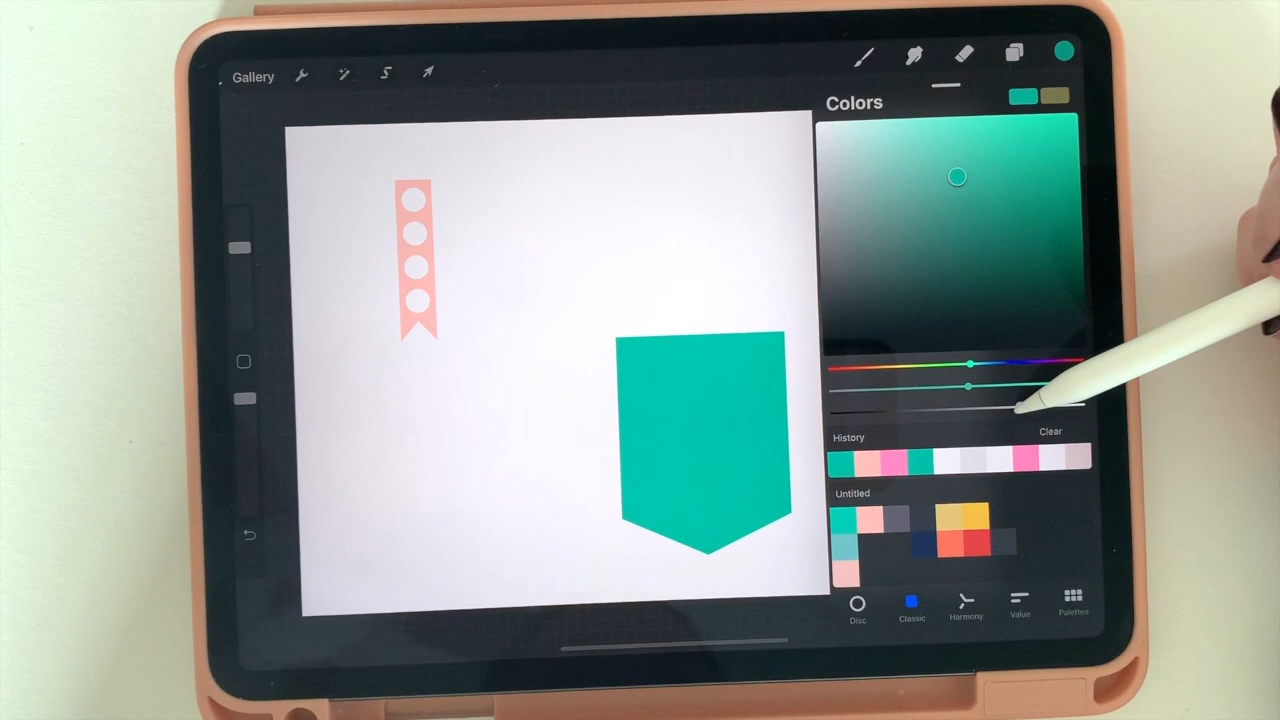 Gallery
Colors
History
Clear
Untitled
Disc
Classic
Harmony
Value
Palettes